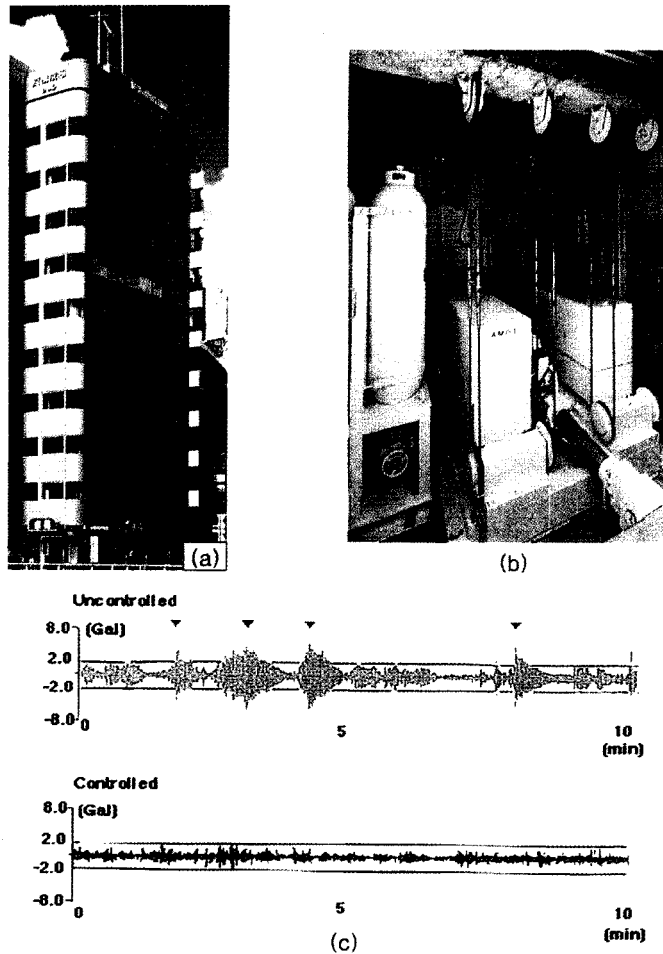 (a)
AMD1
(b)
Uncontrolled
8.0 (Gal)
2.0
-2.0
-8.0
0 5 10
(min)
Controlled
8.0 (Gal)
2.0
-2.0
-8.0
0 5 10
(min)
(c)